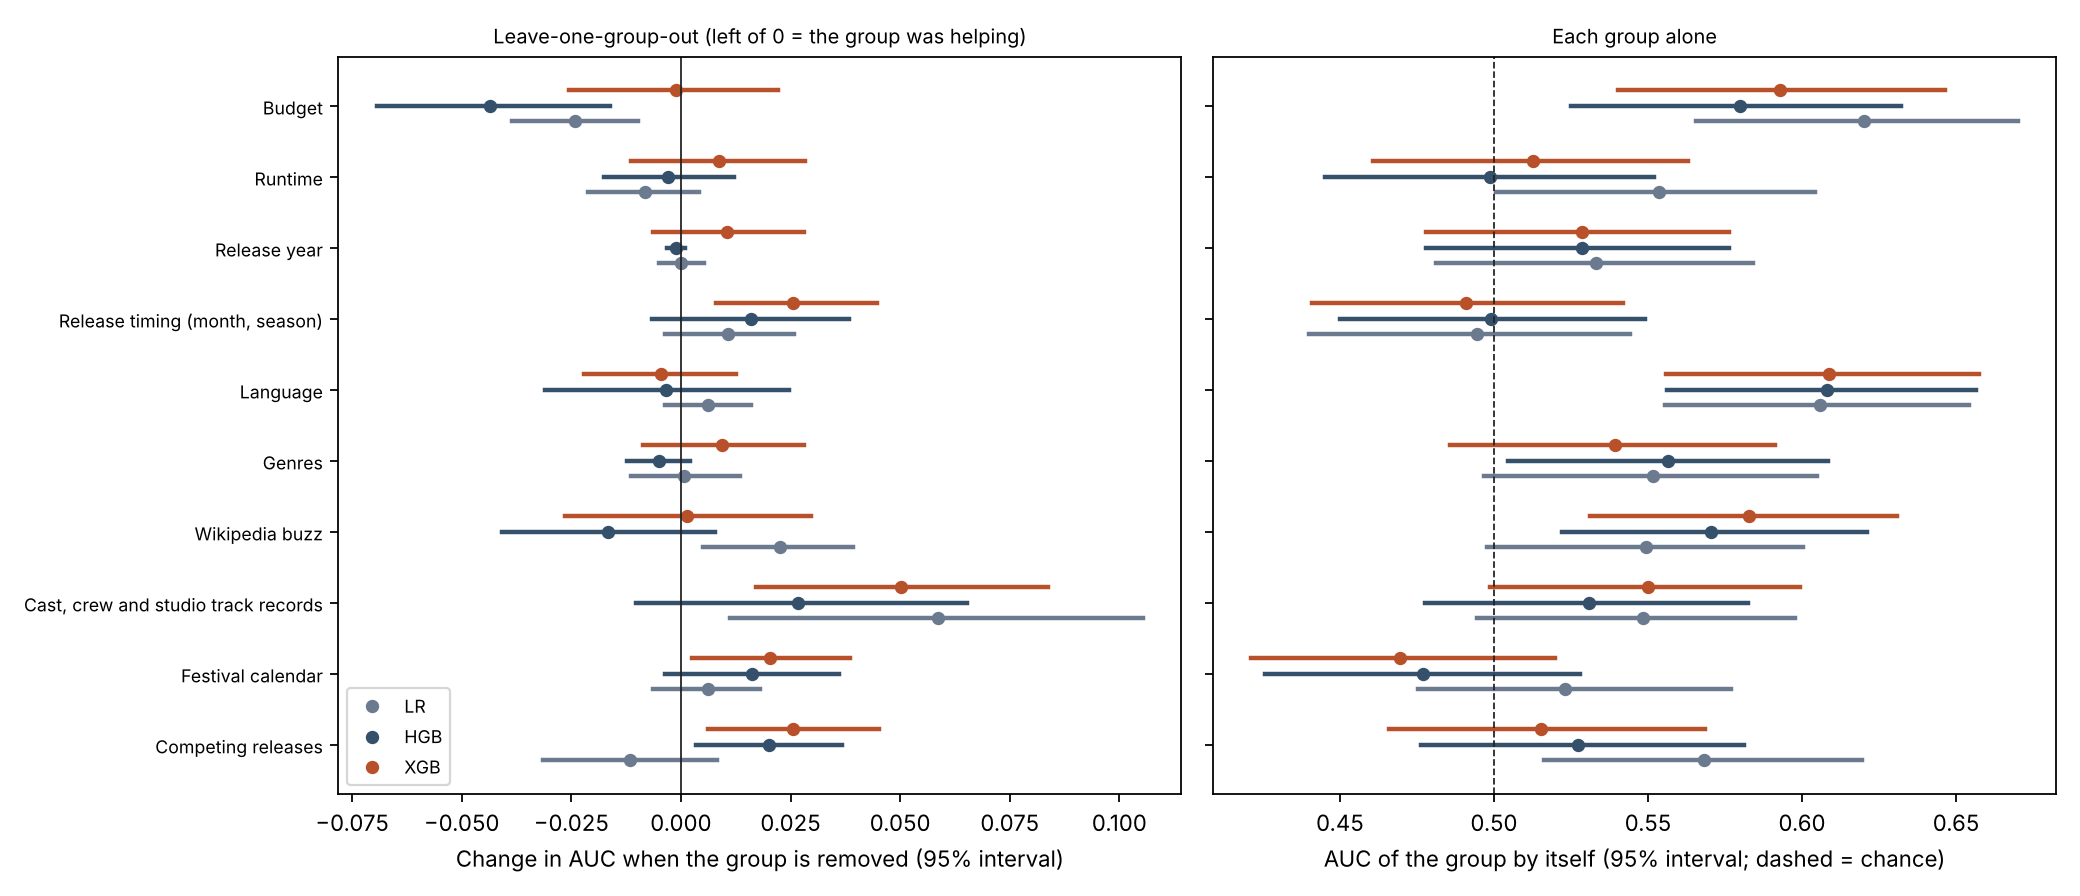 Leave-one-group-out (left of 0 = the group was helping)
Each group alone
Budget
Runtime
Release year
Release timing (month, season)
Language
Genres
Wikipedia buzz
Cast, crew and studio track records
Festival calendar
Competing releases
LR
HGB
XGB
−0.075 −0.050 −0.025 0.000 0.025 0.050 0.075 0.100
Change in AUC when the group is removed (95% interval)
0.45 0.50 0.55 0.60 0.65
AUC of the group by itself (95% interval; dashed = chance)